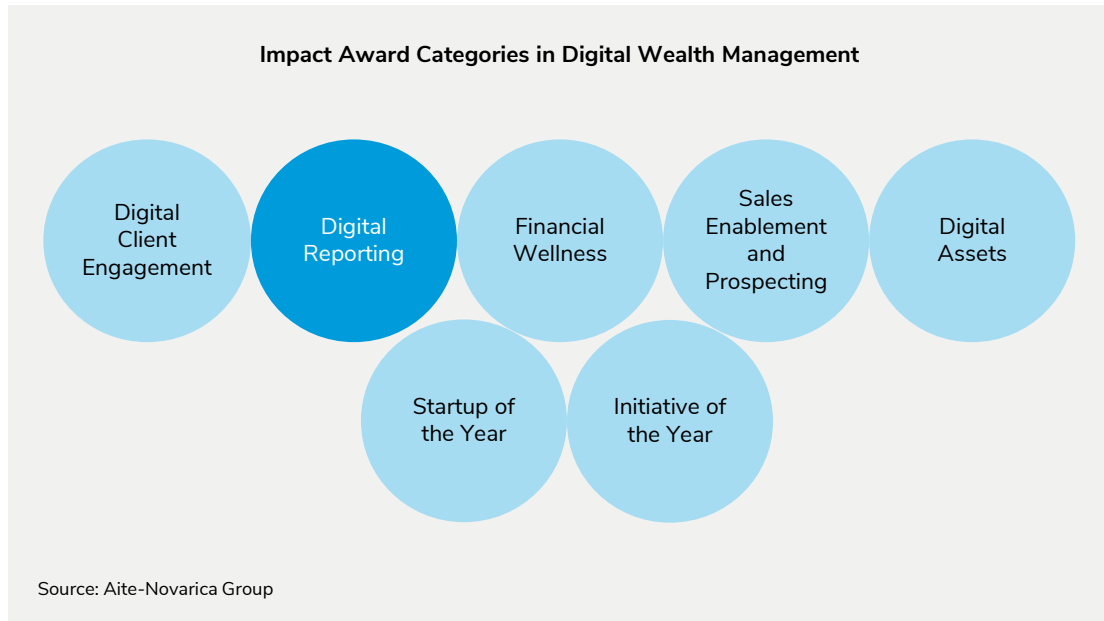 Impact Award Categories in Digital Wealth Management
Digital
Client
Engagement
Digital
Reporting
Financial
Wellness
Sales
Enablement
and
Prospecting
Digital
Assets
Startup of
the Year
Initiative of
the Year
Source: Aite-Novarica Group